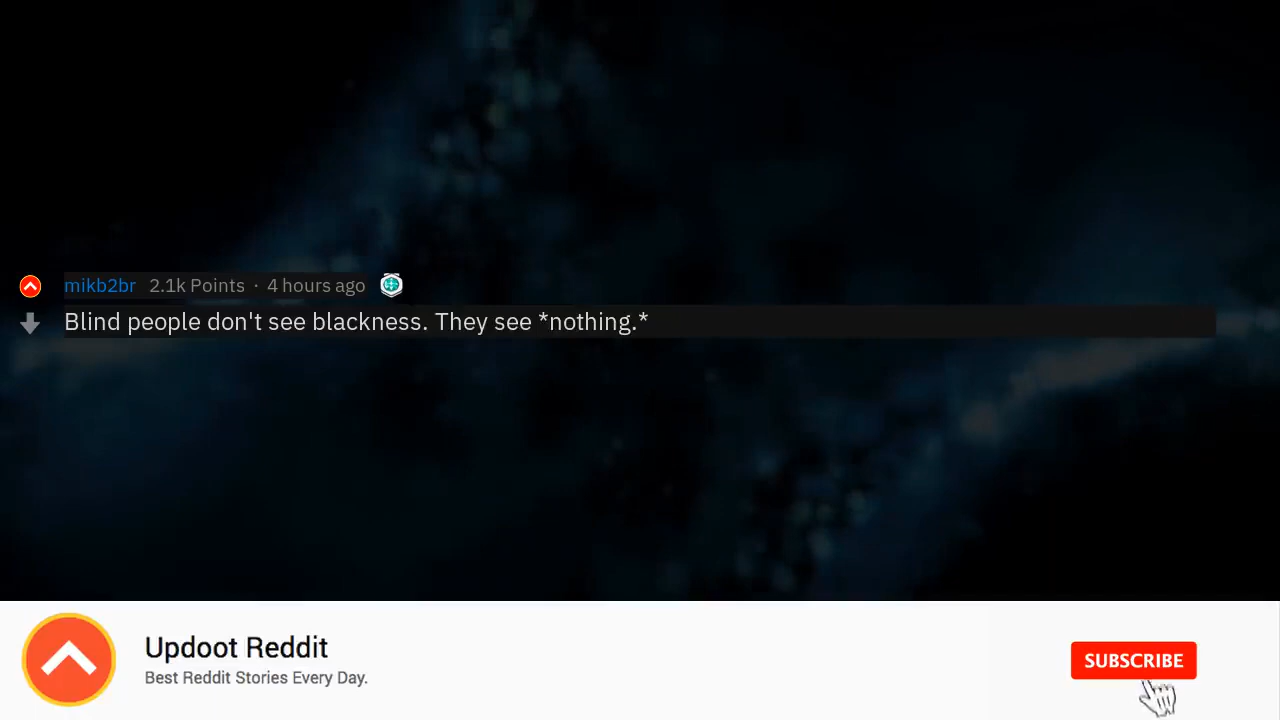 mikb2br 2.1k Points · 4 hours ago
Blind people don't see blackness. They see *nothing.*
Updoot Reddit
Best Reddit Stories Every Day.
SUBSCRIBE